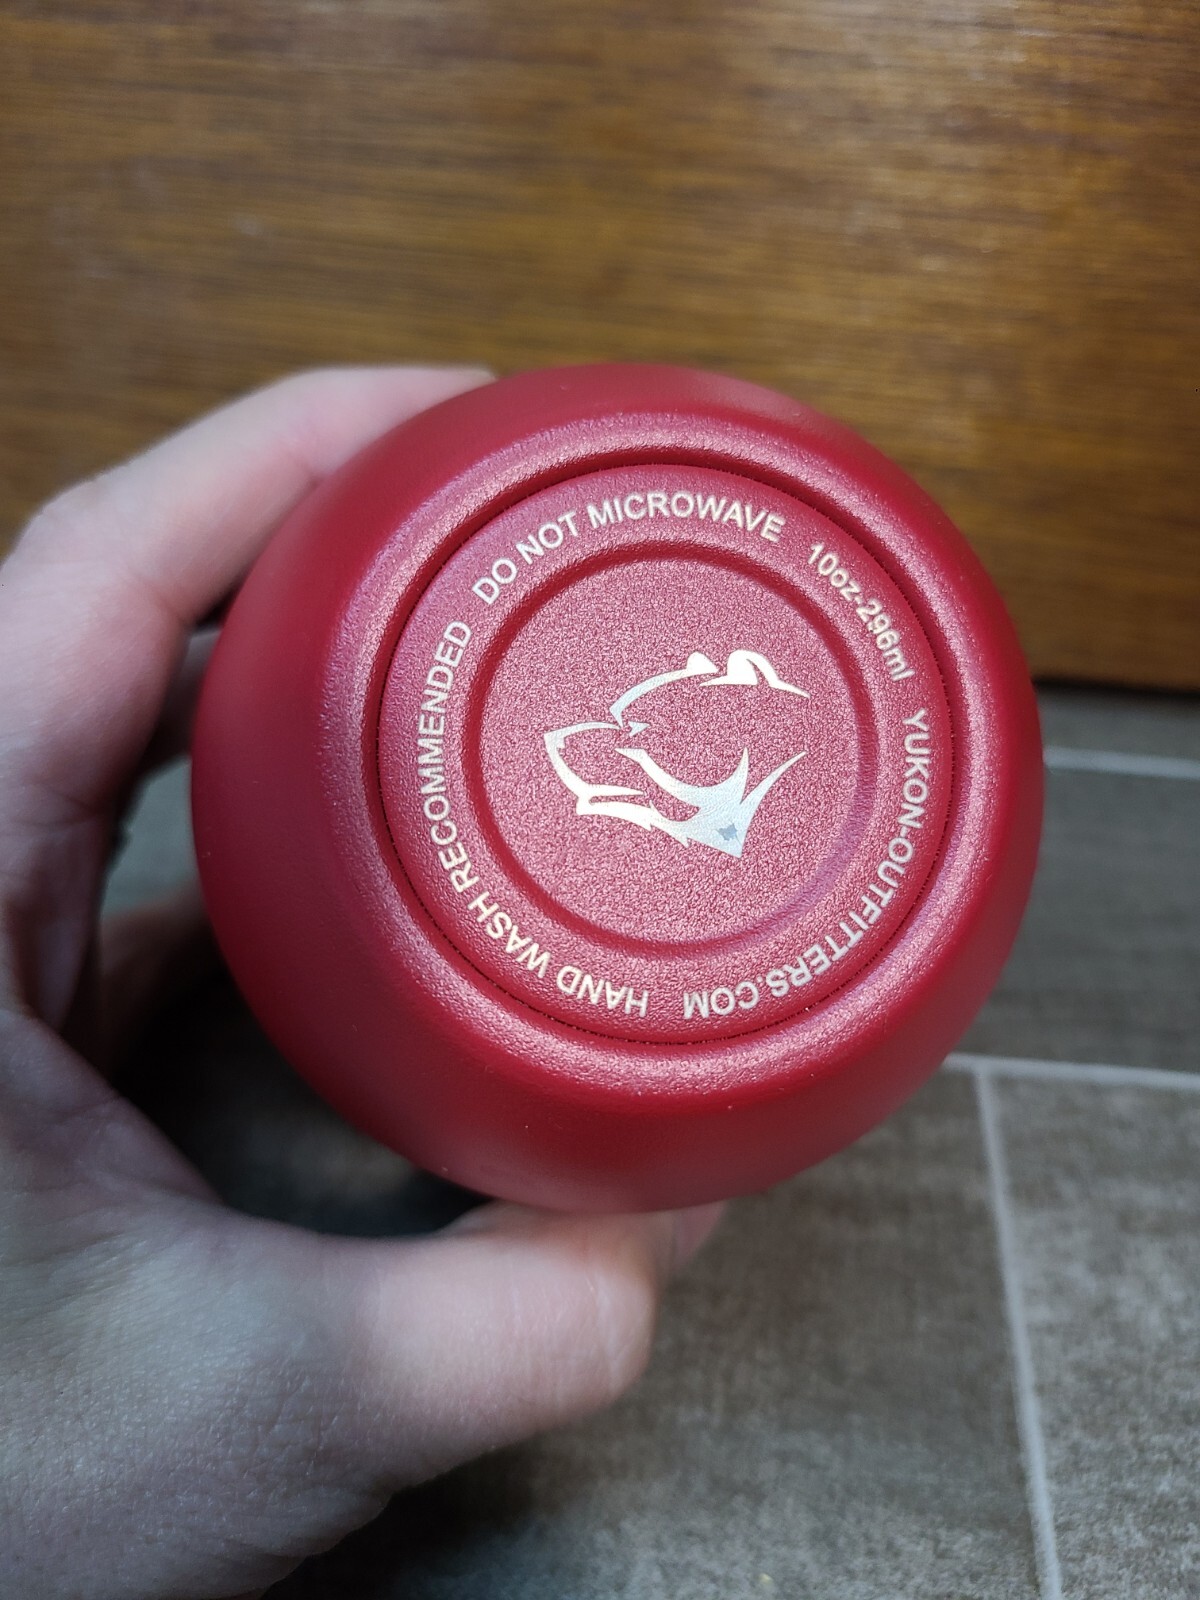 HAND WASH RECOMMENDED
DO NOT MICROWAVE
10oz-296ml
YUKON-OUTFITTERS.COM